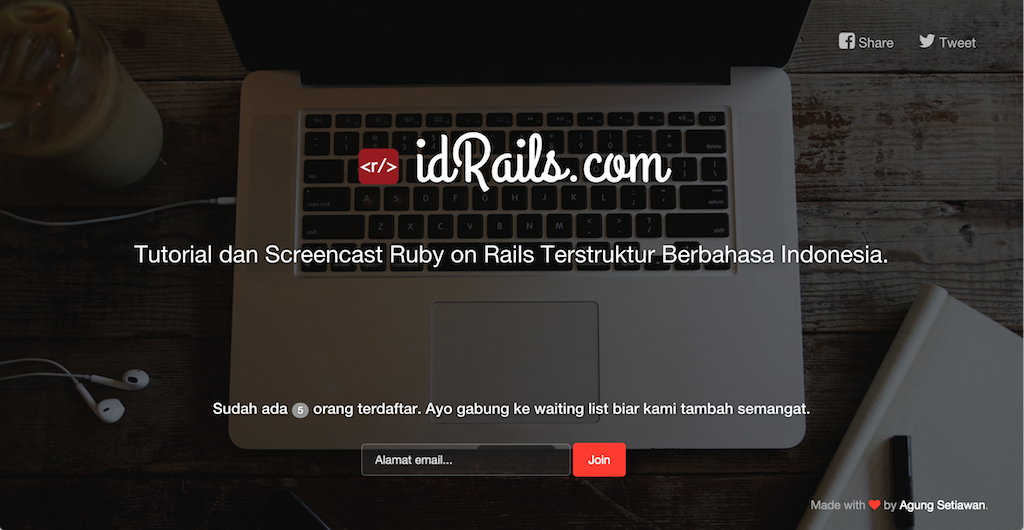 Share Tweet
<r/> idRails.com
Tutorial dan Screencast Ruby on Rails Terstruktur Berbahasa Indonesia.
Sudah ada 5 orang terdaftar. Ayo gabung ke waiting list biar kami tambah semangat.
Alamat email... Join
Made with ❤ by Agung Setiawan.